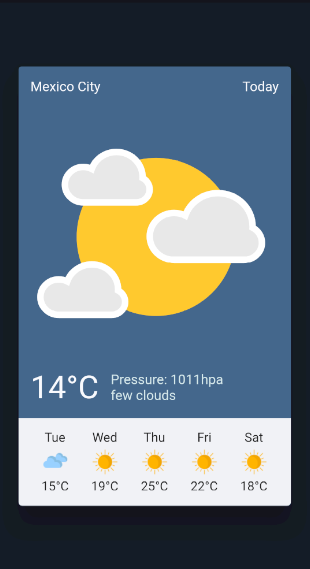 Mexico City Today
14°C Pressure: 1011hpa
few clouds
Tue Wed Thu Fri Sat
15°C 19°C 25°C 22°C 18°C